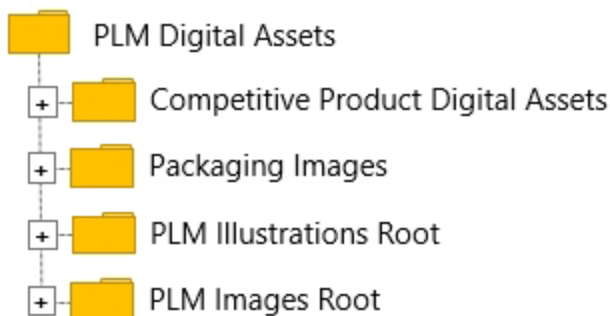 PLM Digital Assets
Competitive Product Digital Assets
Packaging Images
PLM Illustrations Root
PLM Images Root